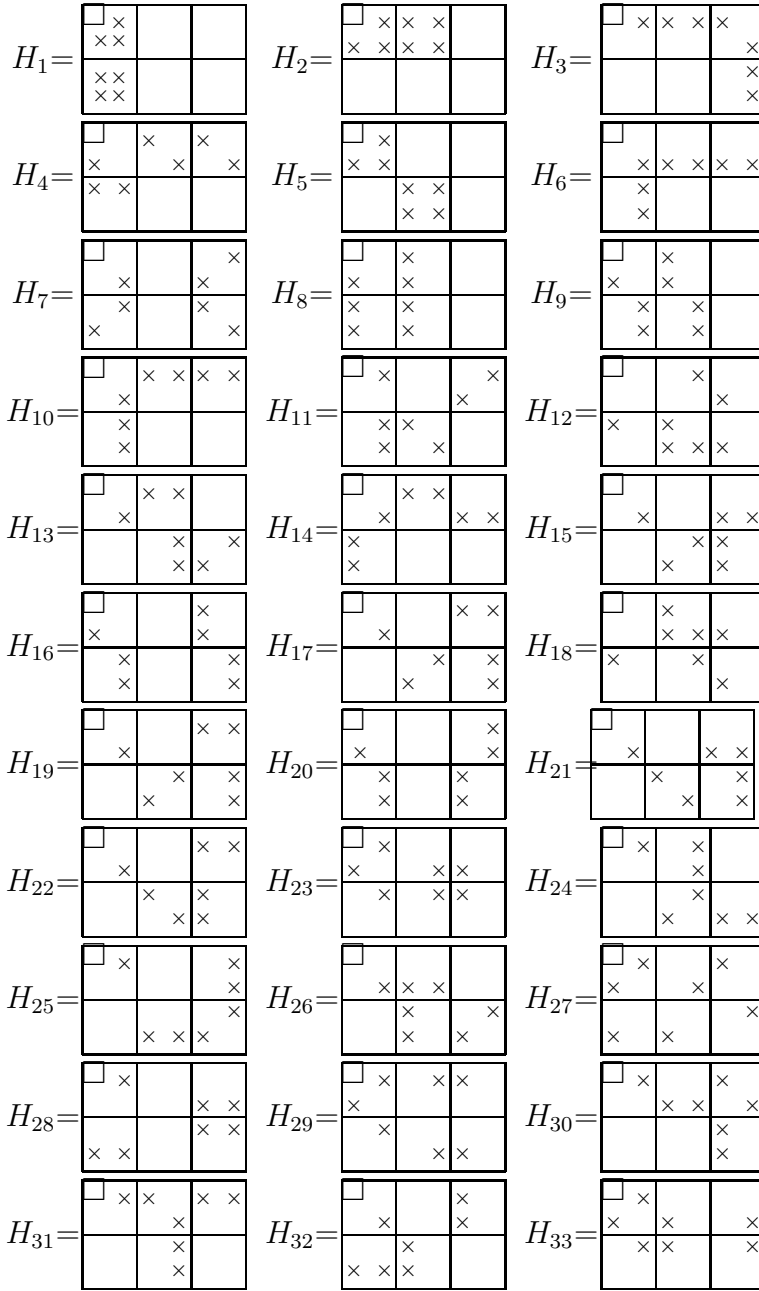 H₁= H₂= H₃=
H₄= H₅= H₆=
H₇= H₈= H₉=
H₁₀= H₁₁= H₁₂=
H₁₃= H₁₄= H₁₅=
H₁₆= H₁₇= H₁₈=
H₁₉= H₂₀= H₂₁=
H₂₂= H₂₃= H₂₄=
H₂₅= H₂₆= H₂₇=
H₂₈= H₂₉= H₃₀=
H₃₁= H₃₂= H₃₃=